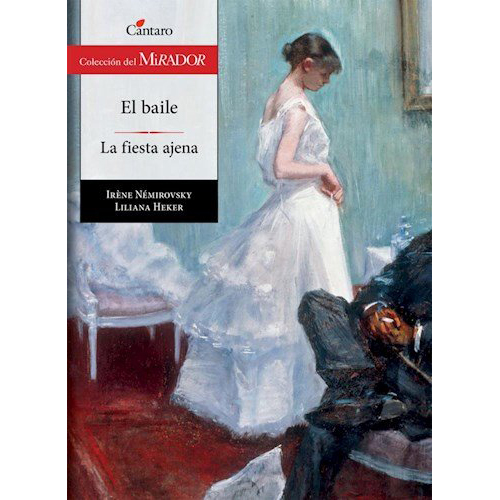 Cántaro
Colección del MiRADOR
El baile
La fiesta ajena
Irène Némirovsky
Liliana Heker